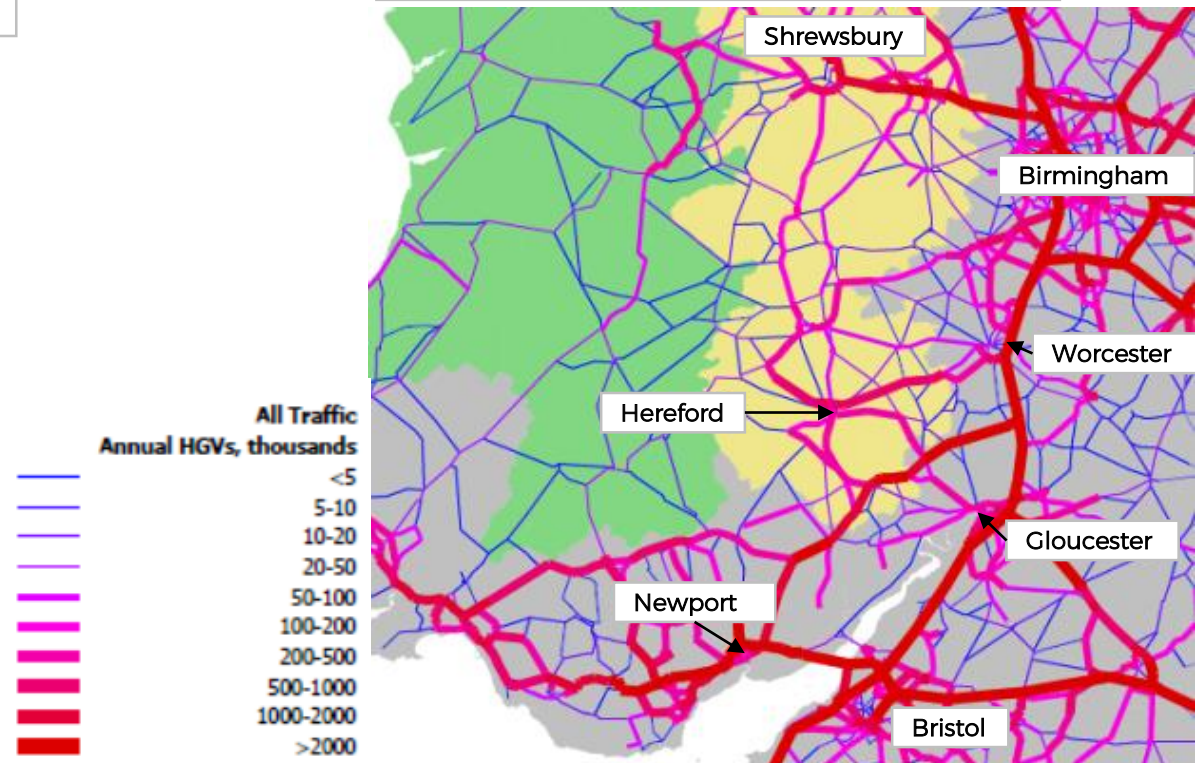 Shrewsbury
Birmingham
Worcester
Hereford
Gloucester
Newport
Bristol
All Traffic
Annual HGVs, thousands
<5
5-10
10-20
20-50
50-100
100-200
200-500
500-1000
1000-2000
>2000